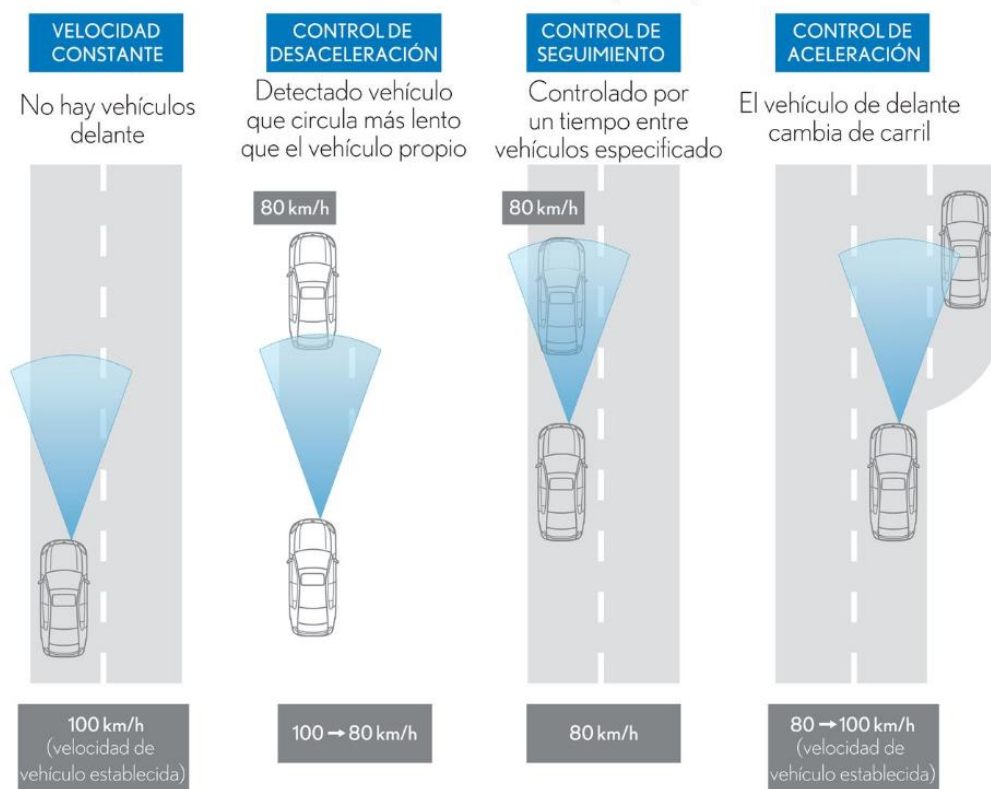 VELOCIDAD
CONSTANTE
No hay vehículos
delante
100 km/h
(velocidad de
vehículo establecida)
CONTROL DE
DESACELERACIÓN
Detectado vehículo
que circula más lento
que el vehículo propio
80 km/h
100 → 80 km/h
CONTROL DE
SEGUIMIENTO
Controlado por
un tiempo entre
vehículos especificado
80 km/h
80 km/h
CONTROL DE
ACELERACIÓN
El vehículo de delante
cambia de carril
80 → 100 km/h
(velocidad de
vehículo establecida)